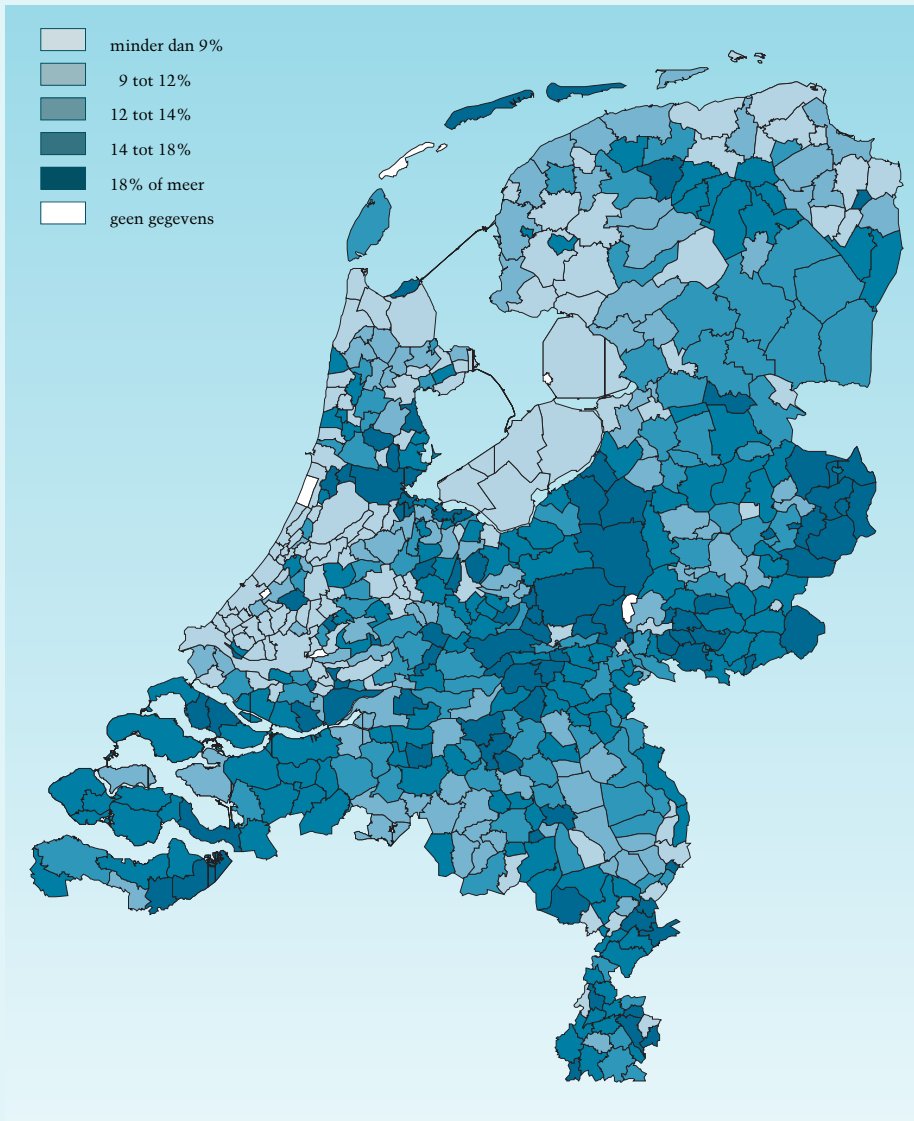 minder dan 9%
9 tot 12%
12 tot 14%
14 tot 18%
18% of meer
geen gegevens